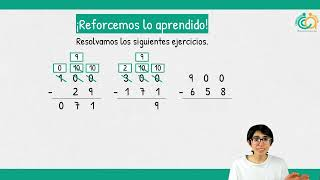 ¡Reforcemos lo aprendido!
Resolvamos los siguientes ejercicios.
9 9
0 10 10 2 10 10
1 0 0 3 0 0 9 0 0
- 2 9 - 1 7 1 - 6 5 8
0 7 1 9